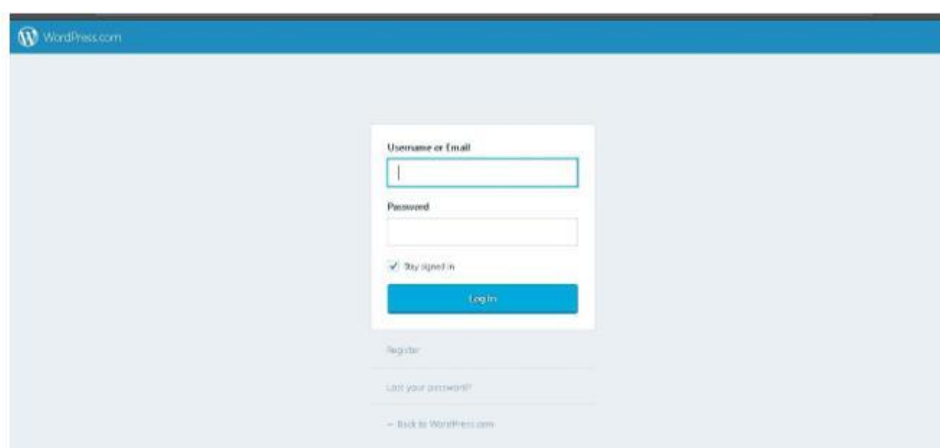 WordPress.com
Username or Email
Password
Stay signed in
Log In
Register
Lost your password?
← Back to WordPress.com